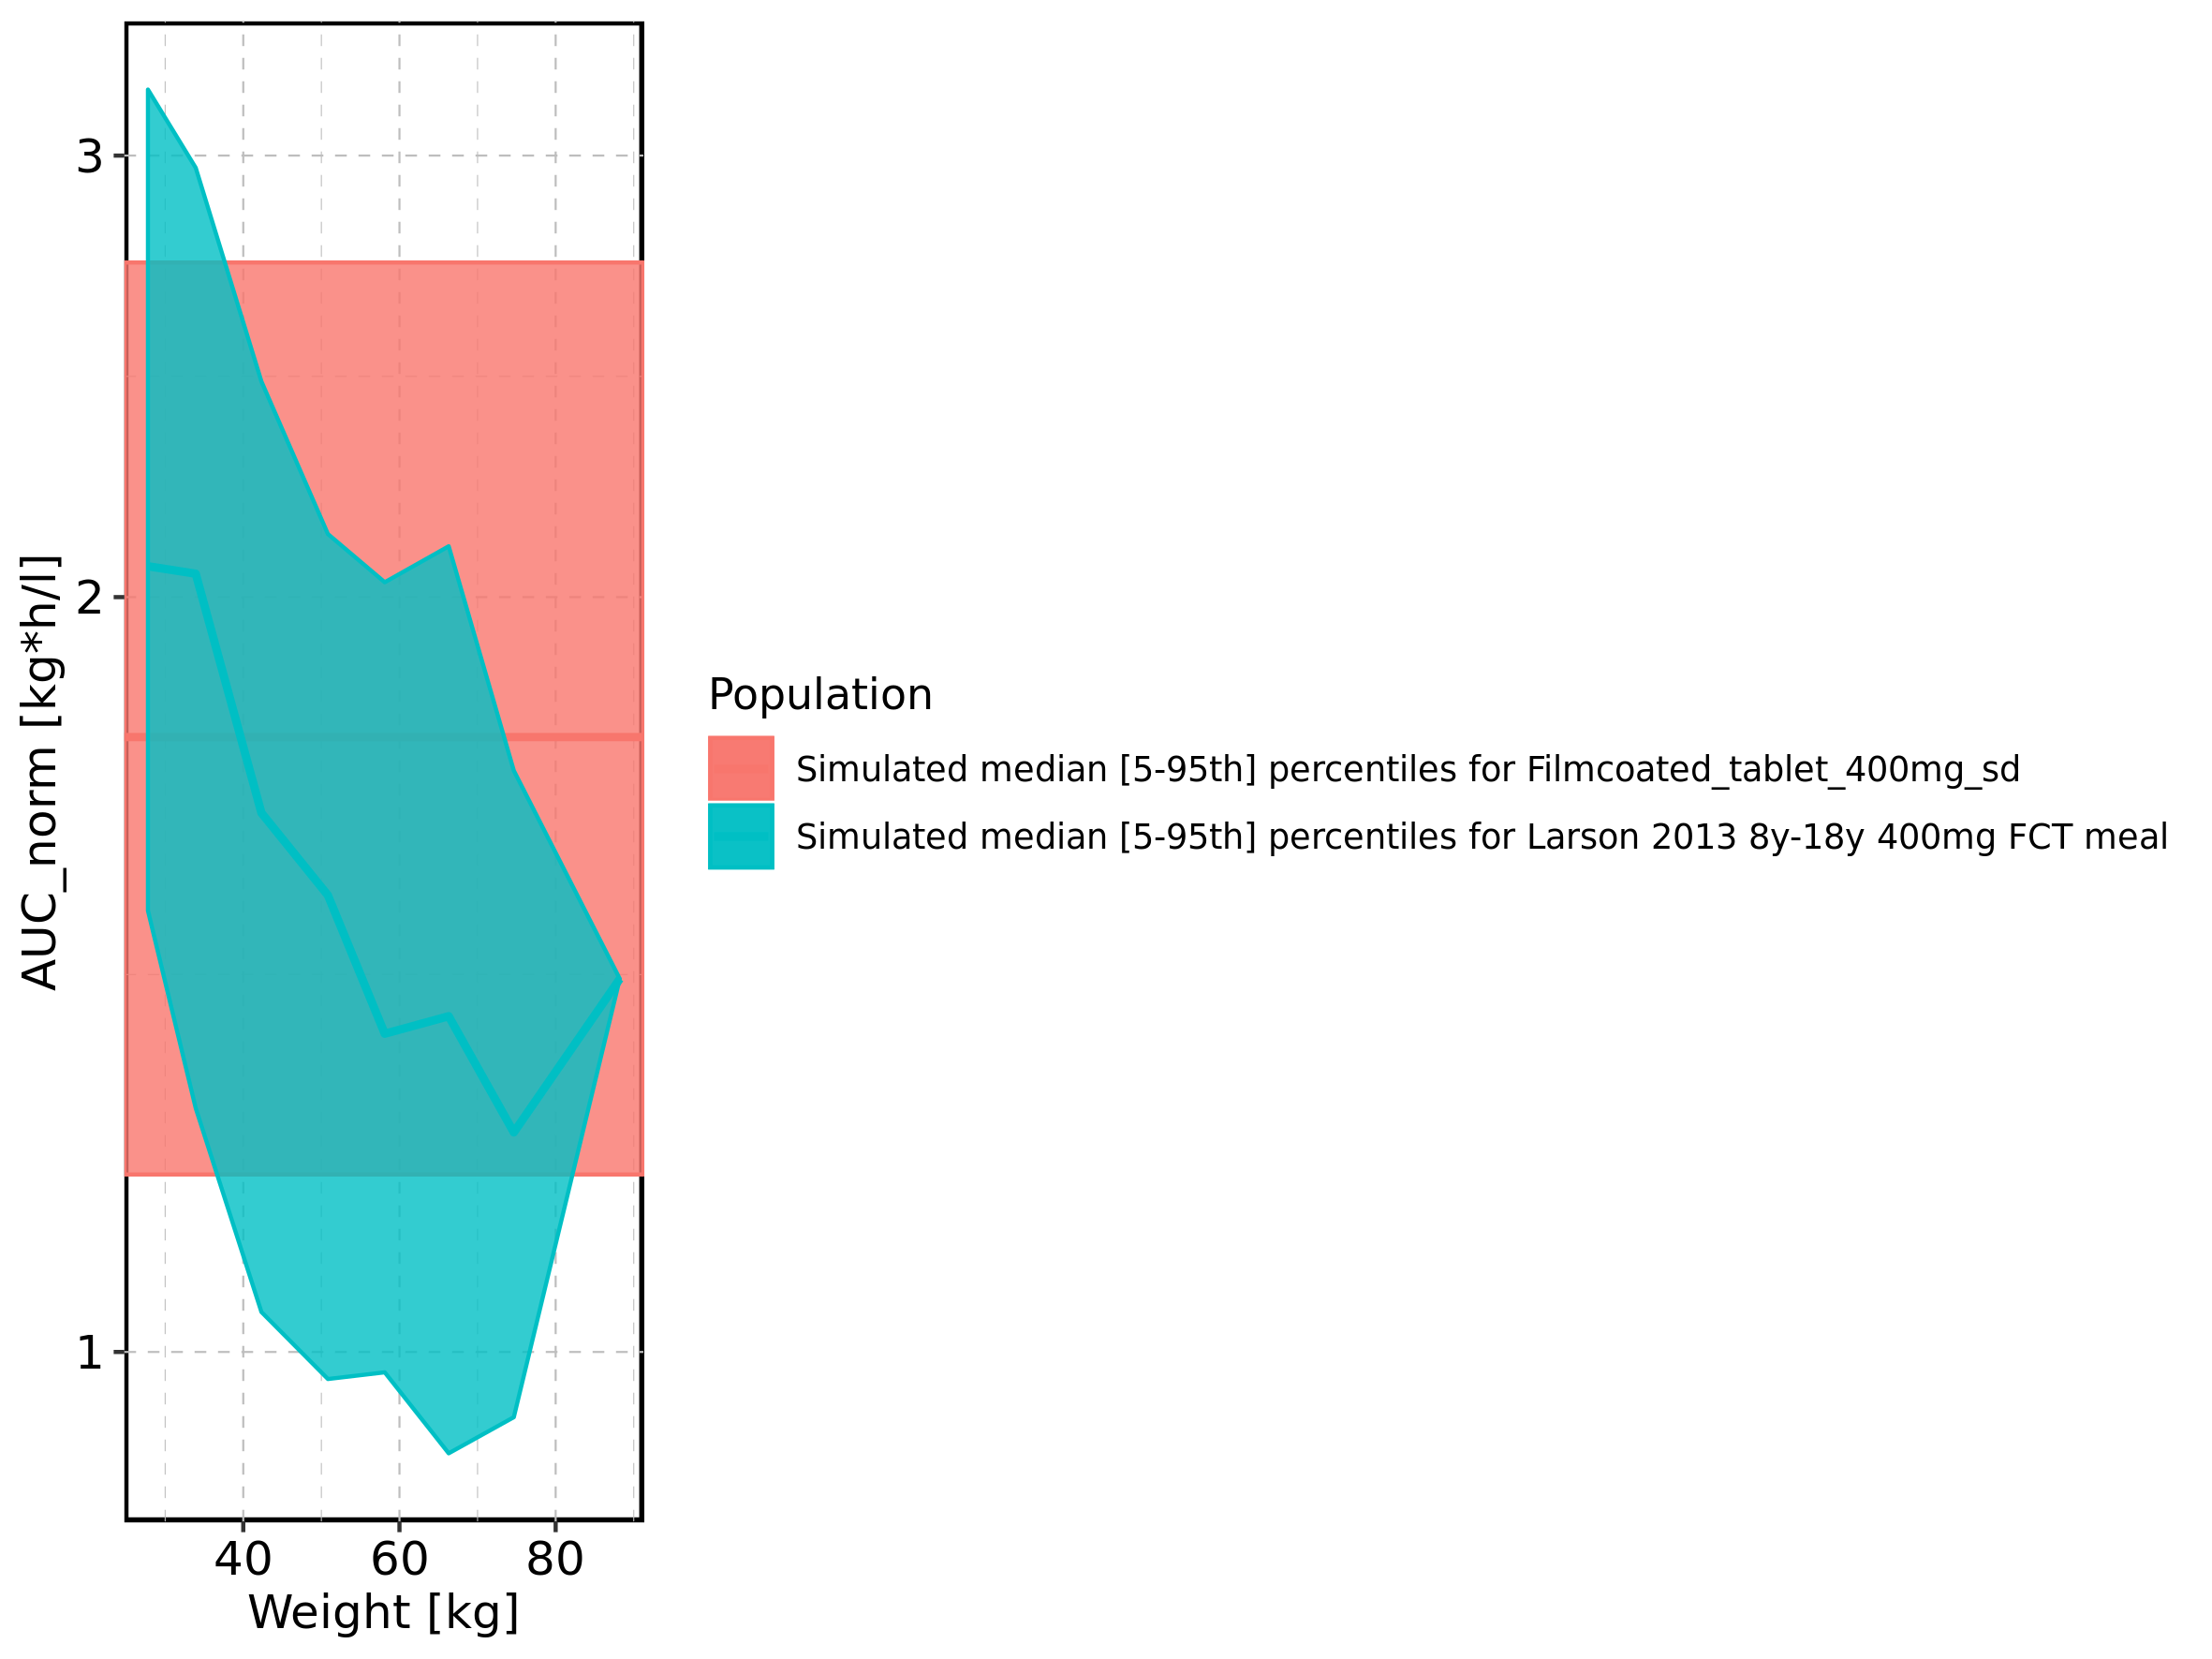 3
2
1
AUC_norm [kg*h/l]
40 60 80
Weight [kg]
Population
Simulated median [5-95th] percentiles for Filmcoated_tablet_400mg_sd
Simulated median [5-95th] percentiles for Larson 2013 8y-18y 400mg FCT meal